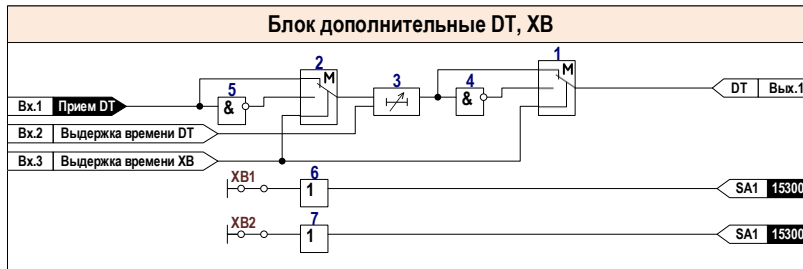 Блок дополнительные DT, XB
1
2
M
M
3
4
5
&
&
Вх.1 Прием DT
DT Вых.1
Вх.2 Выдержка времени DT
Вх.3 Выдержка времени XB
XB1
6
1
SA1 15300
XB2
7
1
SA1 15300